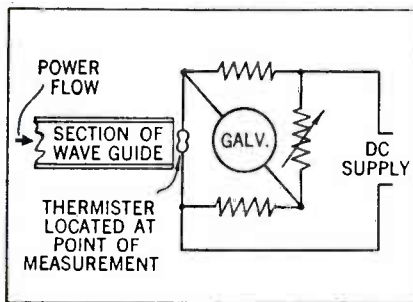 POWER
FLOW
SECTION OF
WAVE GUIDE
GALV.
DC
SUPPLY
THERMISTER
LOCATED AT
POINT OF
MEASUREMENT